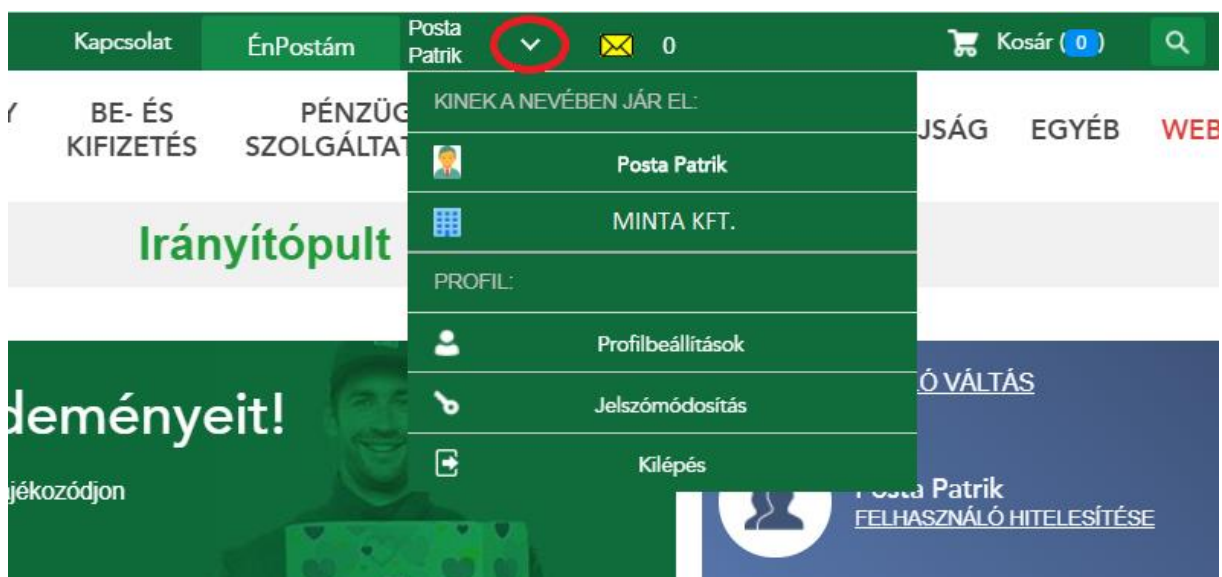 Kapcsolat
ÉnPostám
Posta
Patrik
0
Kosár ( 0 )
BE- ÉS
KIFIZETÉS
PÉNZÜG
SZOLGÁLTAT
JSÁG
EGYÉB
WEB
KINEK A NEVÉBEN JÁR EL:
Posta Patrik
MINTA KFT.
Irányítópult
PROFIL:
Profilbeállítások
Jelszómódosítás
Kilépés
deményeit!
ájékozódjon
Ó VÁLTÁS
Posta Patrik
FELHASZNÁLÓ HITELESÍTÉSE